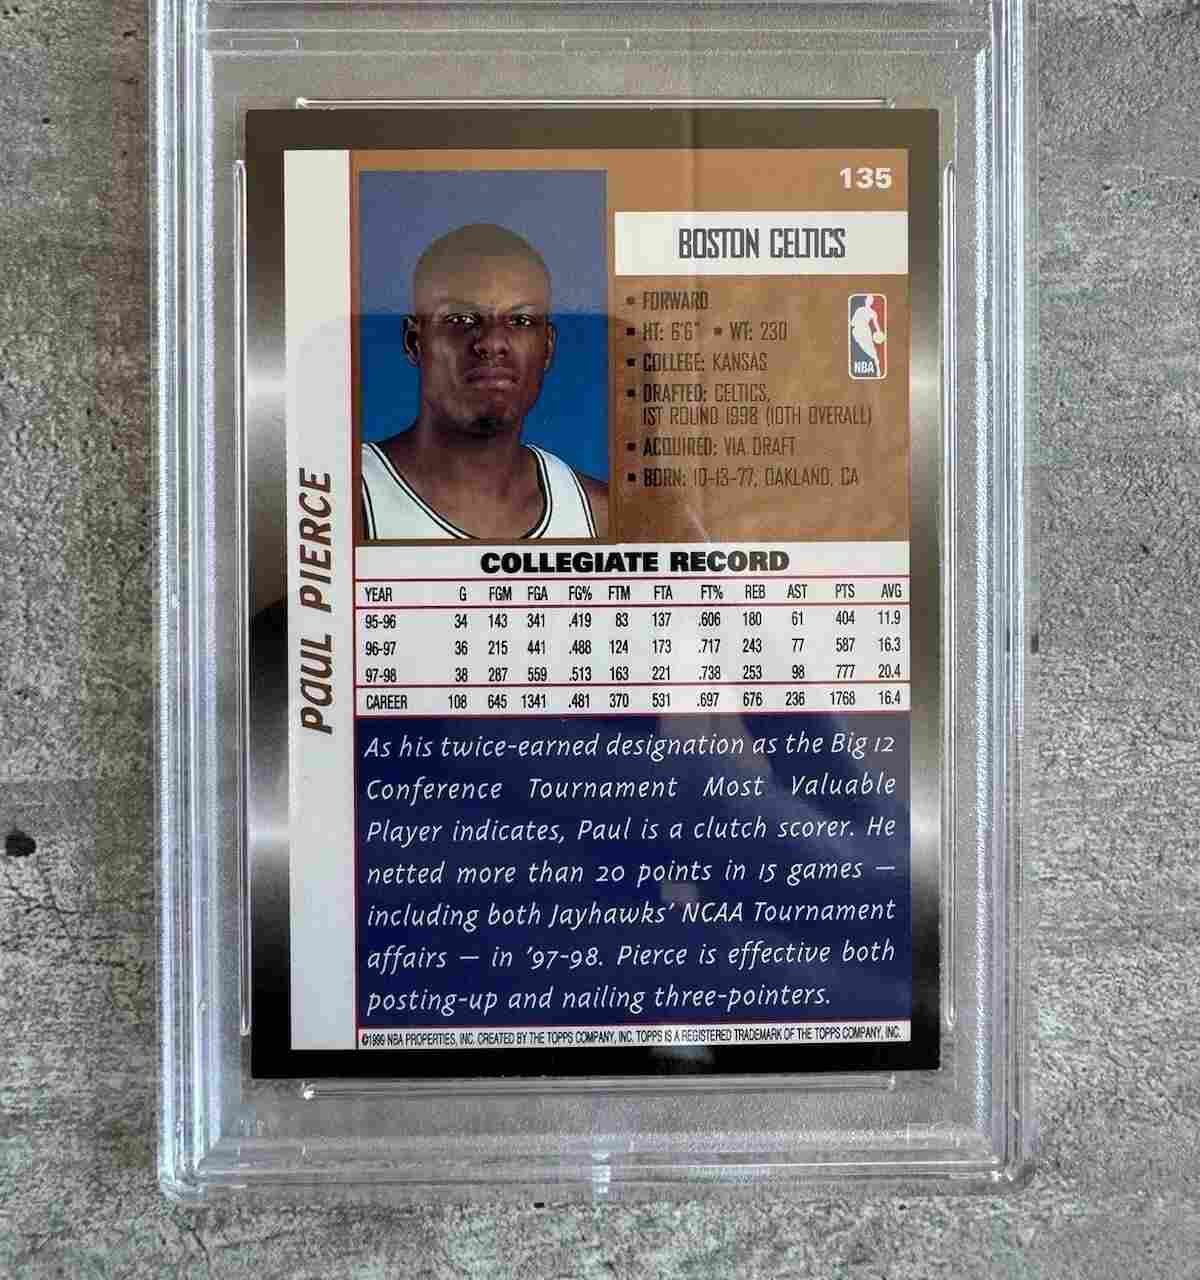 135
BOSTON CELTICS
▪ FORWARD
▪ HT: 6'6" ▪ WT: 230
▪ COLLEGE: KANSAS
▪ DRAFTED: CELTICS,
1ST ROUND 1998 (10TH OVERALL)
▪ ACQUIRED: VIA DRAFT
▪ BORN: 10-13-77, OAKLAND, CA
NBA
PAUL PIERCE
COLLEGIATE RECORD
YEAR G FGM FGA FG% FTM FTA FT% REB AST PTS AVG
95-96 34 143 341 .419 83 137 .606 180 61 404 11.9
96-97 36 215 441 .488 124 173 .717 243 77 587 16.3
97-98 38 287 559 .513 163 221 .738 253 98 777 20.4
CAREER 108 645 1341 .481 370 531 .697 676 236 1768 16.4
As his twice-earned designation as the Big 12
Conference Tournament Most Valuable
Player indicates, Paul is a clutch scorer. He
netted more than 20 points in 15 games —
including both Jayhawks' NCAA Tournament
affairs — in '97-98. Pierce is effective both
posting-up and nailing three-pointers.
©1999 NBA PROPERTIES, INC. CREATED BY THE TOPPS COMPANY, INC. TOPPS IS A REGISTERED TRADEMARK OF THE TOPPS COMPANY, INC.